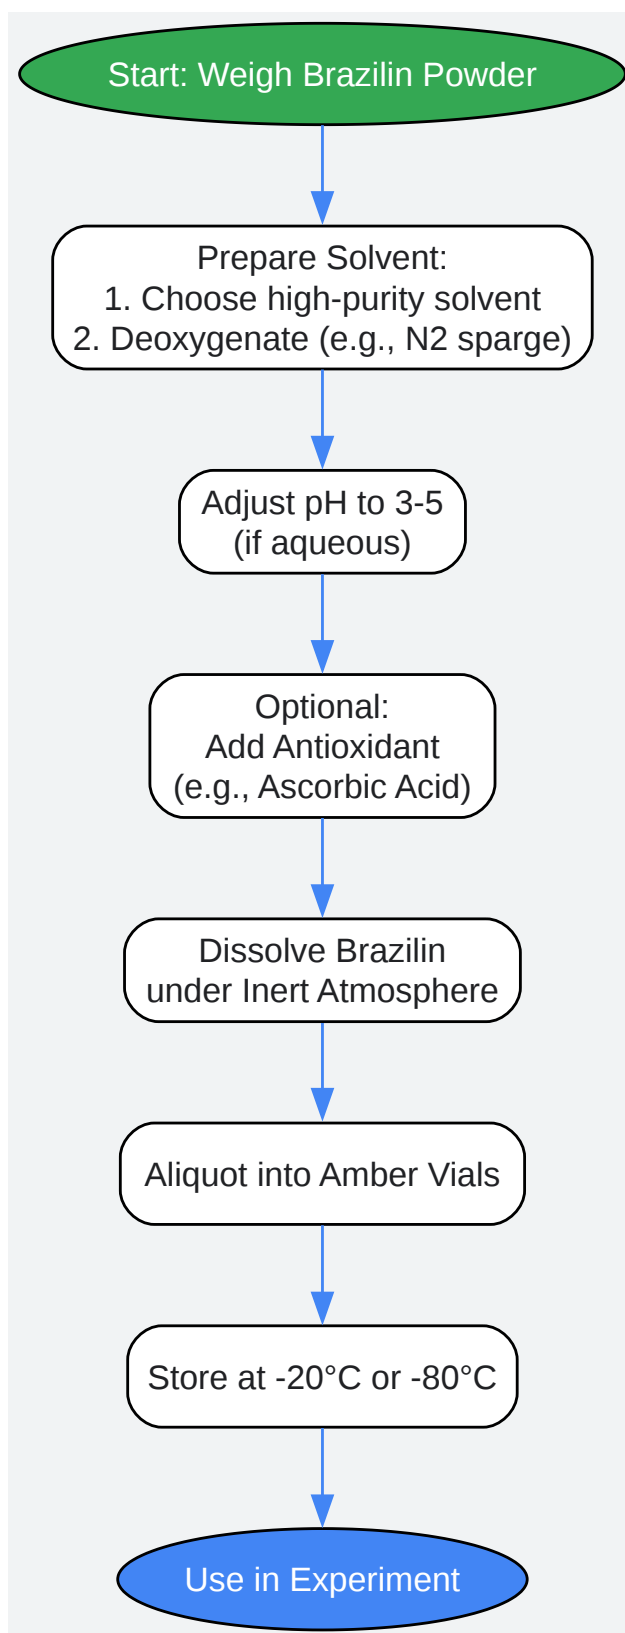 Start: Weigh Brazilin Powder
Prepare Solvent:
1. Choose high-purity solvent
2. Deoxygenate (e.g., N2 sparge)
Adjust pH to 3-5
(if aqueous)
Optional:
Add Antioxidant
(e.g., Ascorbic Acid)
Dissolve Brazilin
under Inert Atmosphere
Aliquot into Amber Vials
Store at -20°C or -80°C
Use in Experiment